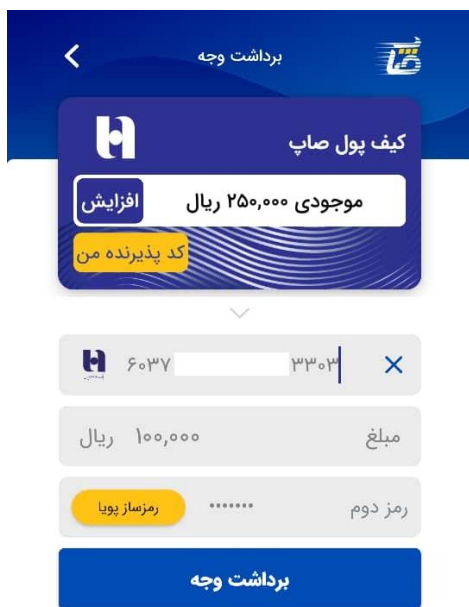 برداشت وجه
کیف پول صاپ
موجودی ۲۵۰,۰۰۰ ریال
افزایش
کد پذیرنده من
۶۰۳۷ ۳۳۰۳
مبلغ ۱۰۰,۰۰۰ ریال
رمز دوم ••••••• رمزساز پویا
برداشت وجه